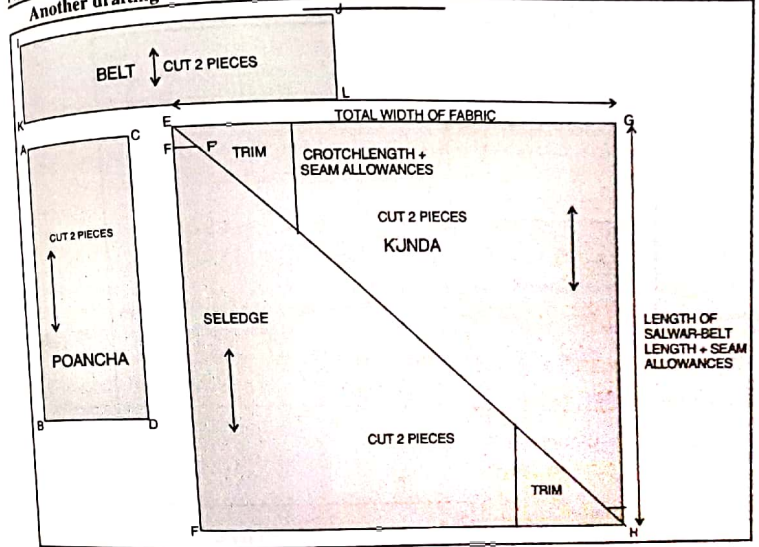 Another drafting
I
J
BELT
CUT 2 PIECES
K
L
E
TOTAL WIDTH OF FABRIC
G
A
C
F
F'
TRIM
CROTCHLENGTH +
SEAM ALLOWANCES
CUT 2 PIECES
CUT 2 PIECES
KUNDA
SELEDGE
LENGTH OF
SALWAR-BELT
LENGTH + SEAM
ALLOWANCES
POANCHA
B
D
CUT 2 PIECES
TRIM
F
H